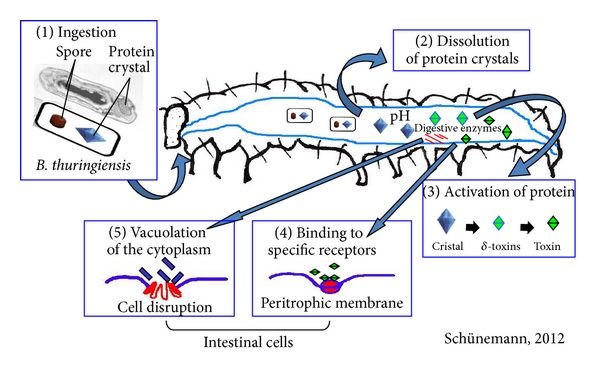 (1) Ingestion
Spore Protein
crystal
B. thuringiensis
(2) Dissolution
of protein crystals
pH
Digestive enzymes
(3) Activation of protein
Cristal δ-toxins Toxin
(5) Vacuolation
of the cytoplasm
Cell disruption
(4) Binding to
specific receptors
Peritrophic membrane
Intestinal cells
Schünemann, 2012